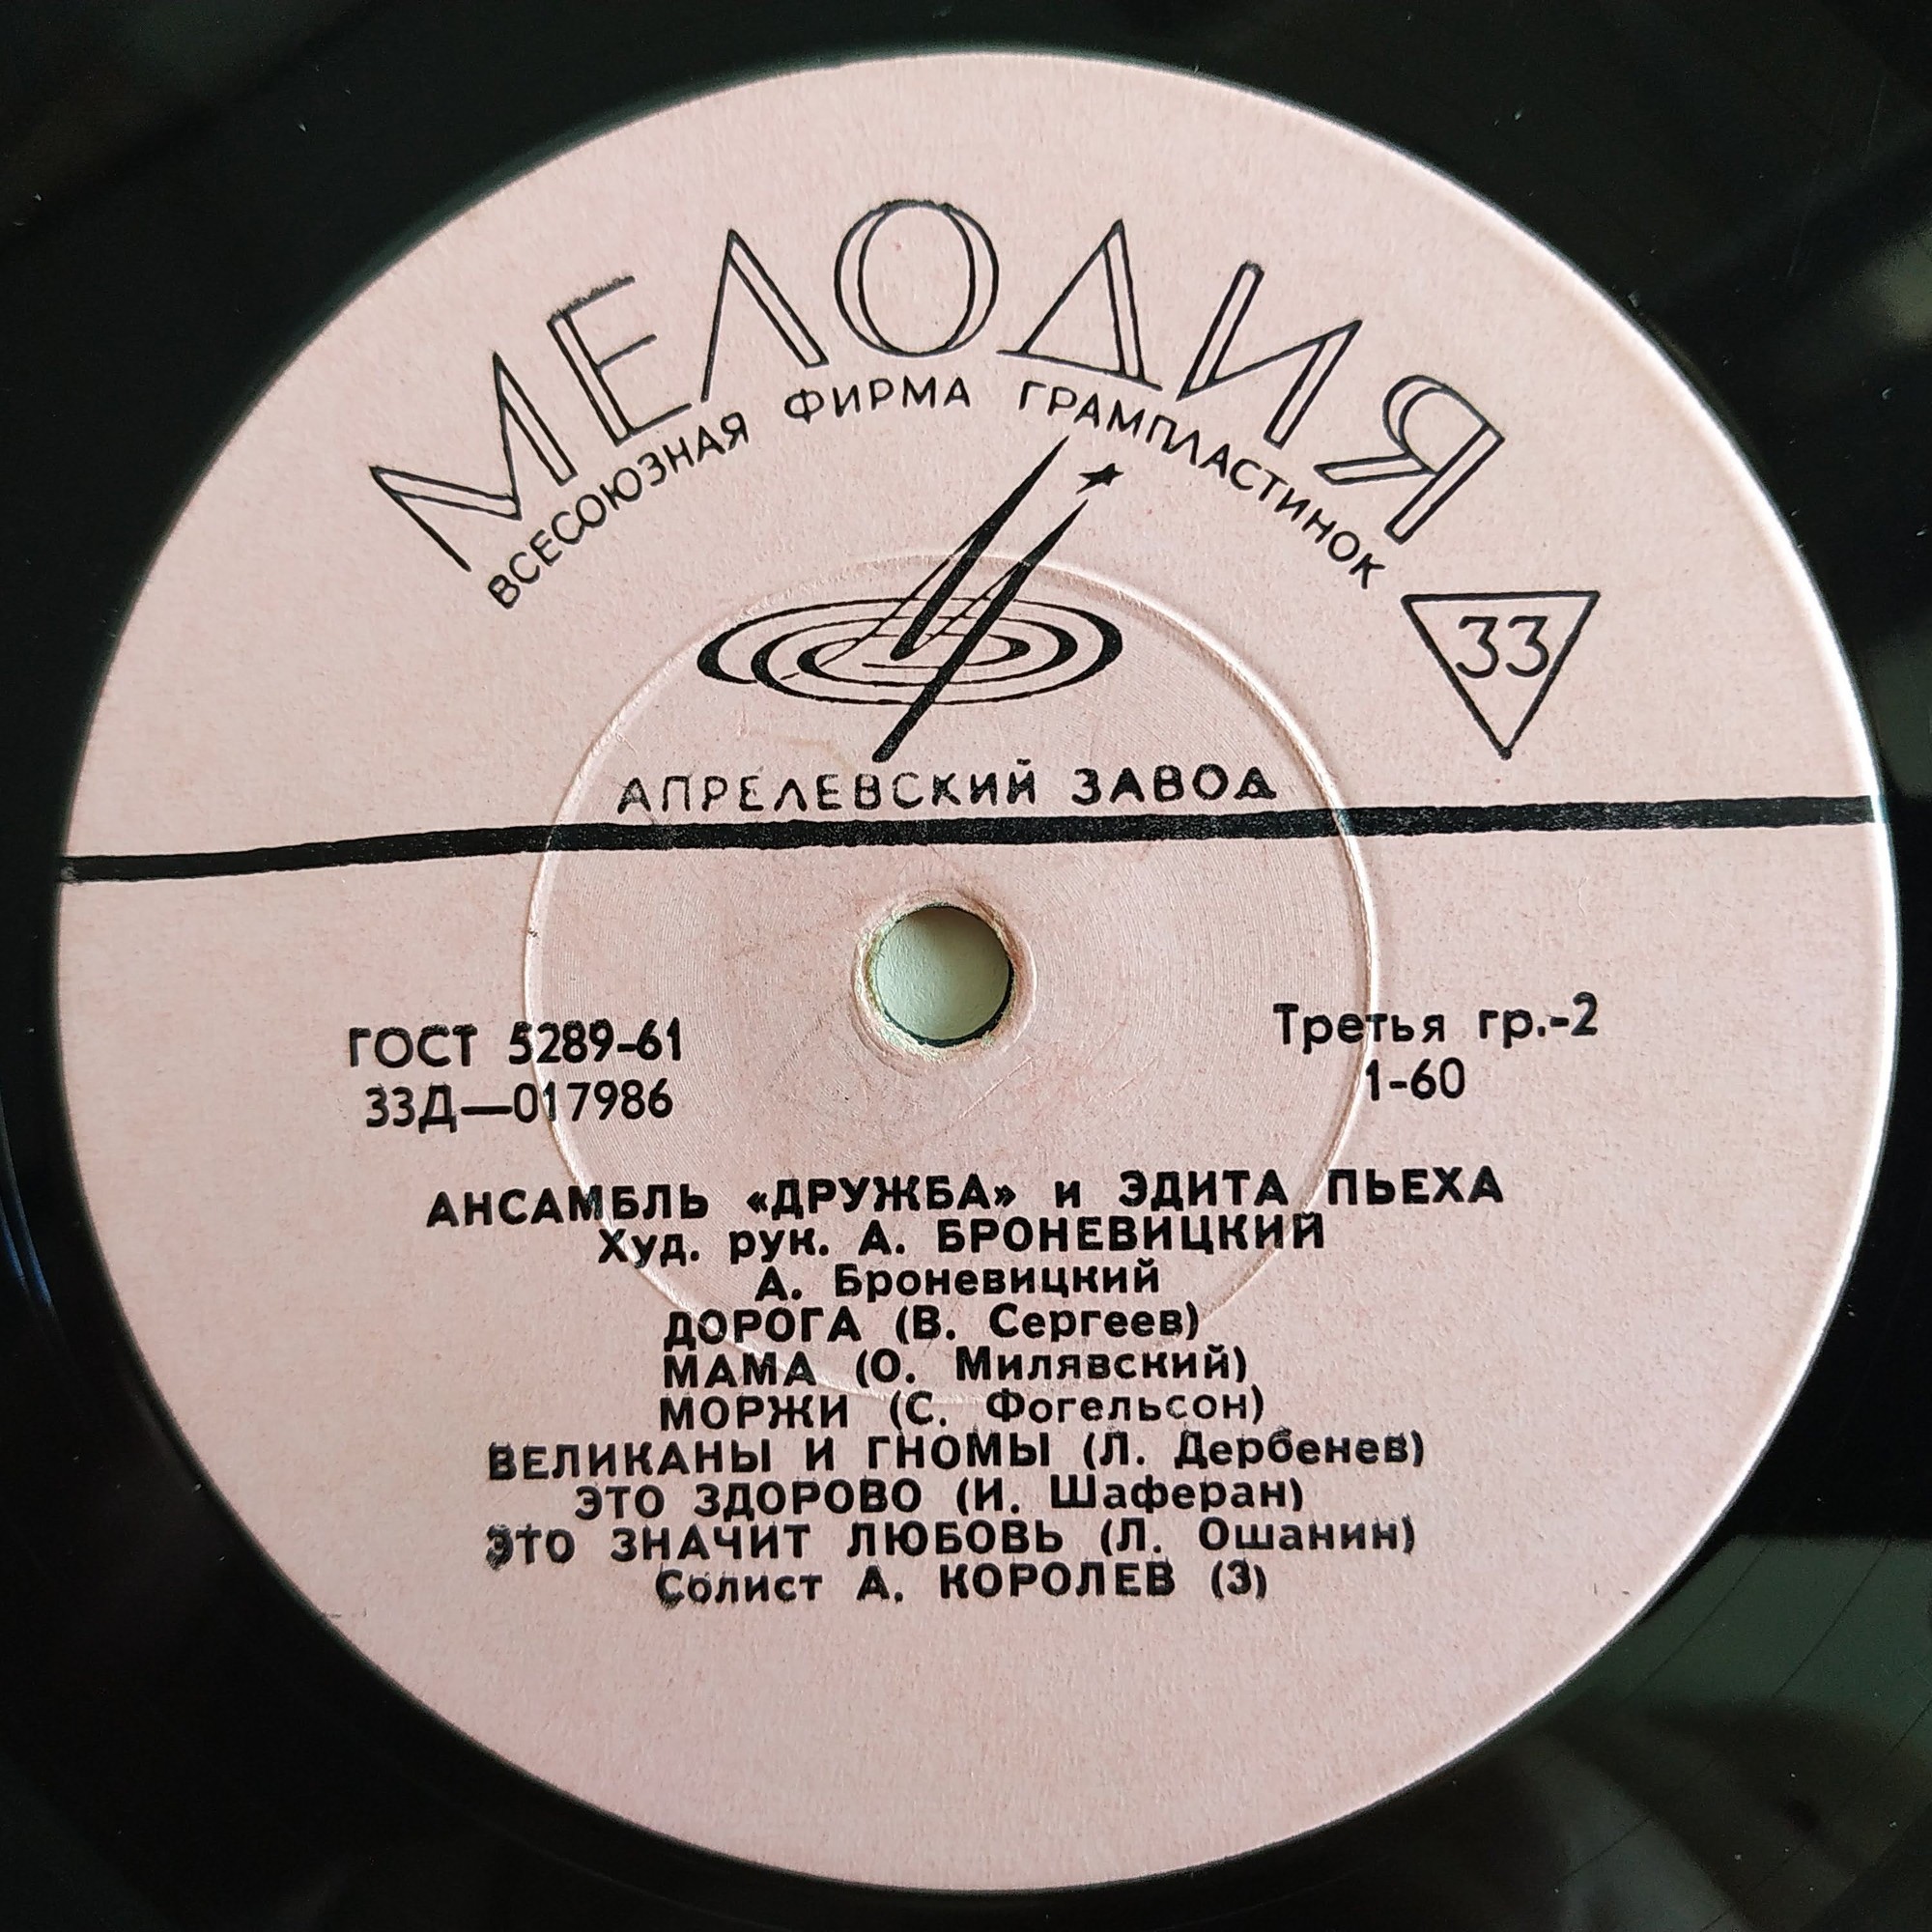 МЕЛОДИЯ
ВСЕСОЮЗНАЯ ФИРМА ГРАМПЛАСТИНОК
33
АПРЕЛЕВСКИЙ ЗАВОД
ГОСТ 5289-61
33Д—017986
Третья гр.-2
1-60
АНСАМБЛЬ «ДРУЖБА» и ЭДИТА ПЬЕХА
Худ. рук. А. БРОНЕВИЦКИЙ
А. Броневицкий
ДОРОГА (В. Сергеев)
МАМА (О. Милявский)
МОРЖИ (С. Фогельсон)
ВЕЛИКАНЫ И ГНОМЫ (Л. Дербенев)
ЭТО ЗДОРОВО (И. Шаферан)
ЭТО ЗНАЧИТ ЛЮБОВЬ (Л. Ошанин)
Солист А. КОРОЛЕВ (3)